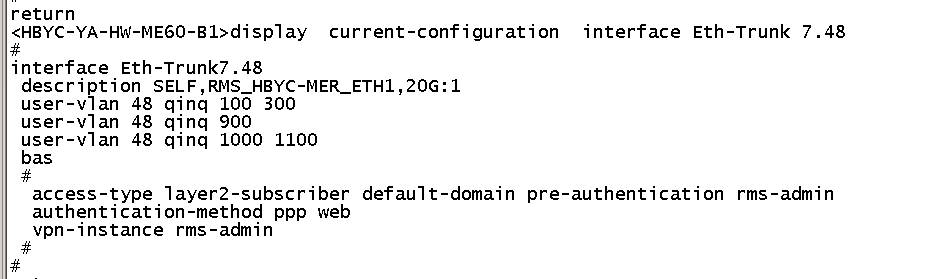 return
<HBYC-YA-HW-ME60-B1>display  current-configuration  interface Eth-Trunk 7.48
#
interface Eth-Trunk7.48
 description SELF,RMS_HBYC-MER_ETH1,20G:1
 user-vlan 48 qinq 100 300
 user-vlan 48 qinq 900
 user-vlan 48 qinq 1000 1100
 bas
 #
  access-type layer2-subscriber default-domain pre-authentication rms-admin
  authentication-method ppp web
  vpn-instance rms-admin
 #
#